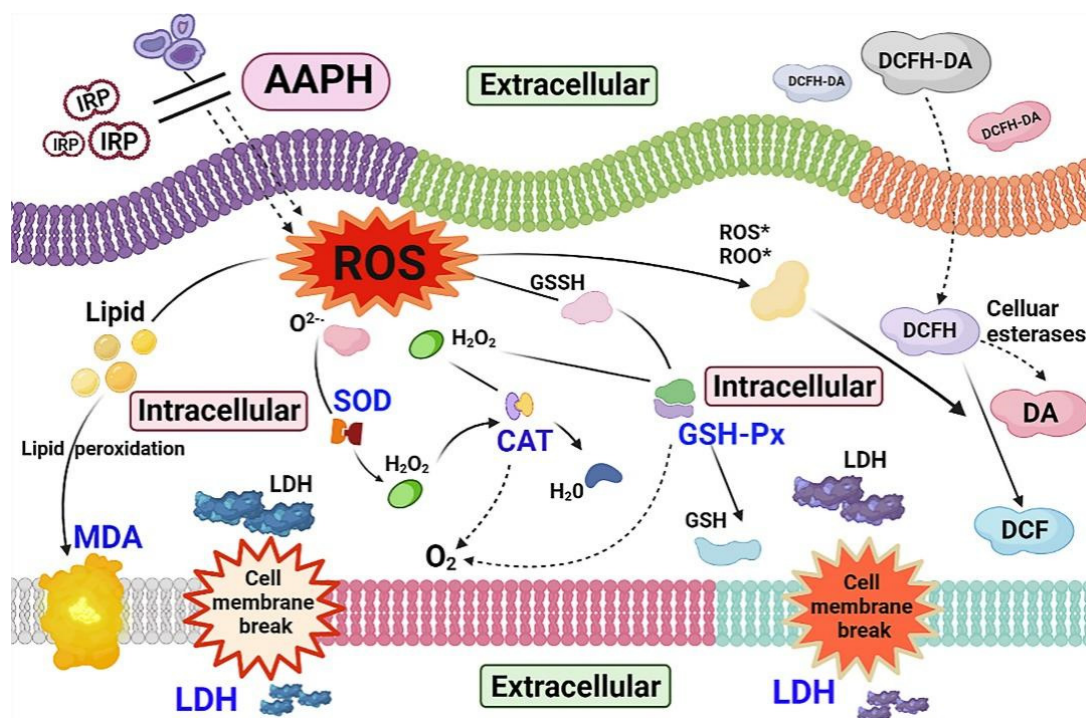 AAPH
IRP
IRP
IRP
Extracellular
DCFH-DA
DCFH-DA
DCFH-DA
ROS
ROS*
ROO*
GSSH
Lipid
O²⁻·
H₂O₂
DCFH
Celluar
esterases
Intracellular
SOD
Intracellular
DA
Lipid peroxidation
CAT
GSH-Px
H₂O₂
H₂0
LDH
LDH
GSH
DCF
MDA
O₂
Cell
membrane
break
Cell
membrane
break
LDH
Extracellular
LDH